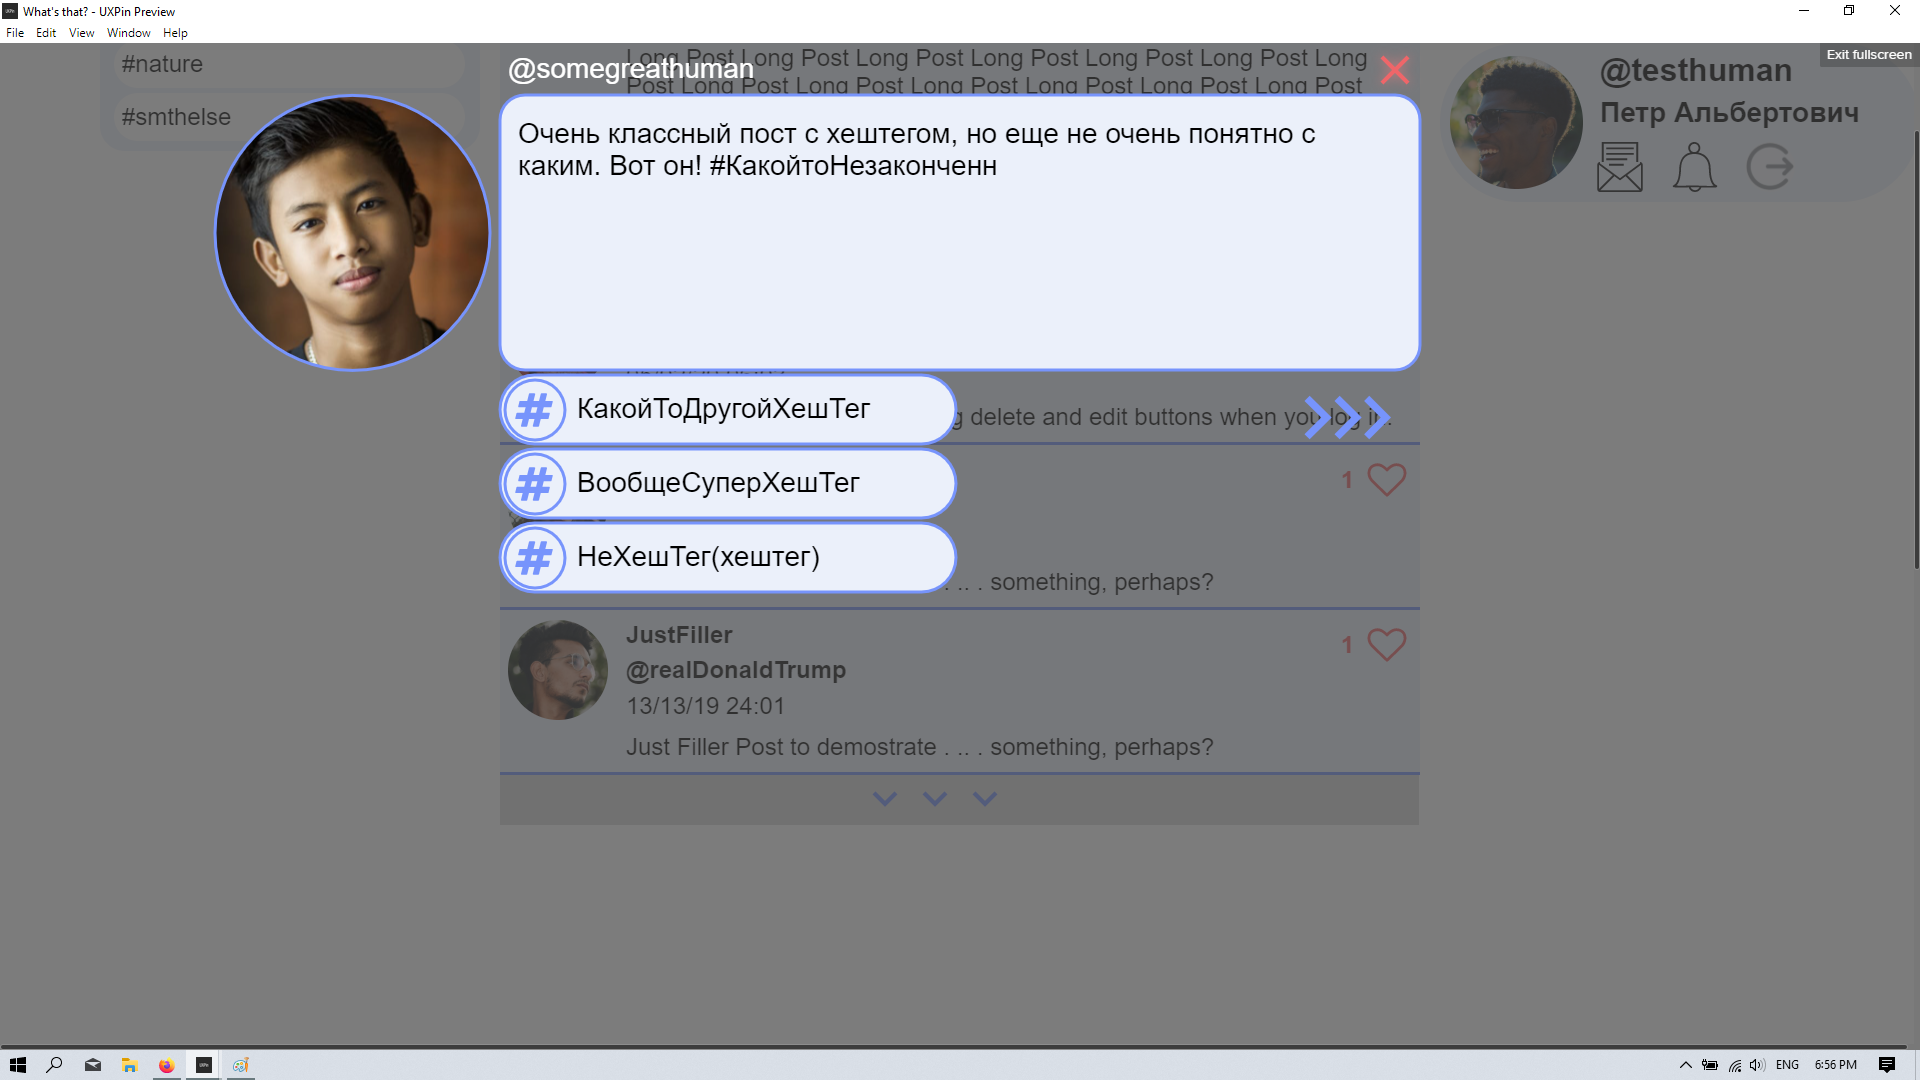 What's that? - UXPin Preview
File Edit View Window Help
Exit fullscreen
#nature
#smthelse
Long Post Long Post Long Post Long Post Long Post Long Post Long
Post Long Post Long Post Long Post Long Post Long Post Long Post
@somegreathuman
@testhuman
Петр Альбертович
Очень классный пост с хештегом, но еще не очень понятно с
каким. Вот он! #КакойтоНезаконченн
# КакойТоДругойХешТег
delete and edit buttons when you log in.
# ВообщеСуперХешТег
1
# НеХешТег(хештег)
. .. . something, perhaps?
JustFiller
1
@realDonaldTrump
13/13/19 24:01
Just Filler Post to demostrate . .. . something, perhaps?
ENG
6:56 PM